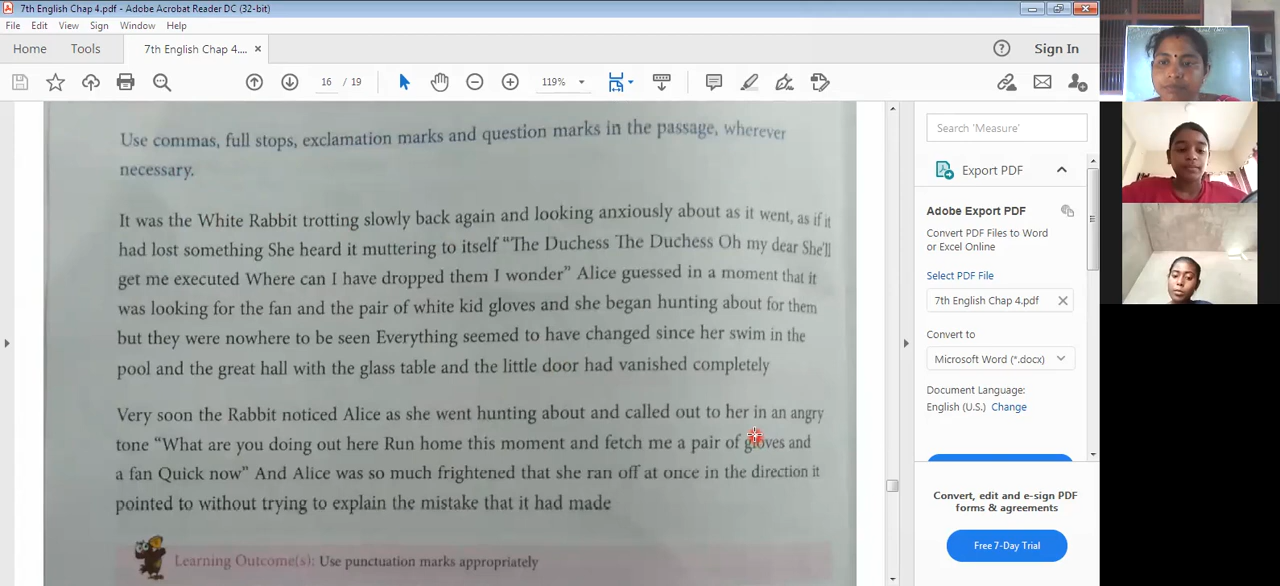 7th English Chap 4.pdf - Adobe Acrobat Reader DC (32-bit)
File Edit View Sign Window Help
Home Tools 7th English Chap 4.... × Sign In
16 / 19 119%
Use commas, full stops, exclamation marks and question marks in the passage, wherever
necessary.
It was the White Rabbit trotting slowly back again and looking anxiously about as it went, as if it
had lost something She heard it muttering to itself “The Duchess The Duchess Oh my dear She'll
get me executed Where can I have dropped them I wonder” Alice guessed in a moment that it
was looking for the fan and the pair of white kid gloves and she began hunting about for them
but they were nowhere to be seen Everything seemed to have changed since her swim in the
pool and the great hall with the glass table and the little door had vanished completely
Very soon the Rabbit noticed Alice as she went hunting about and called out to her in an angry
tone “What are you doing out here Run home this moment and fetch me a pair of gloves and
a fan Quick now” And Alice was so much frightened that she ran off at once in the direction it
pointed to without trying to explain the mistake that it had made
Learning Outcome(s): Use punctuation marks appropriately
Search 'Measure'
Export PDF
Adobe Export PDF
Convert PDF Files to Word
or Excel Online
Select PDF File
7th English Chap 4.pdf
Convert to
Microsoft Word (*.docx)
Document Language:
English (U.S.) Change
Convert, edit and e-sign PDF
forms & agreements
Free 7-Day Trial